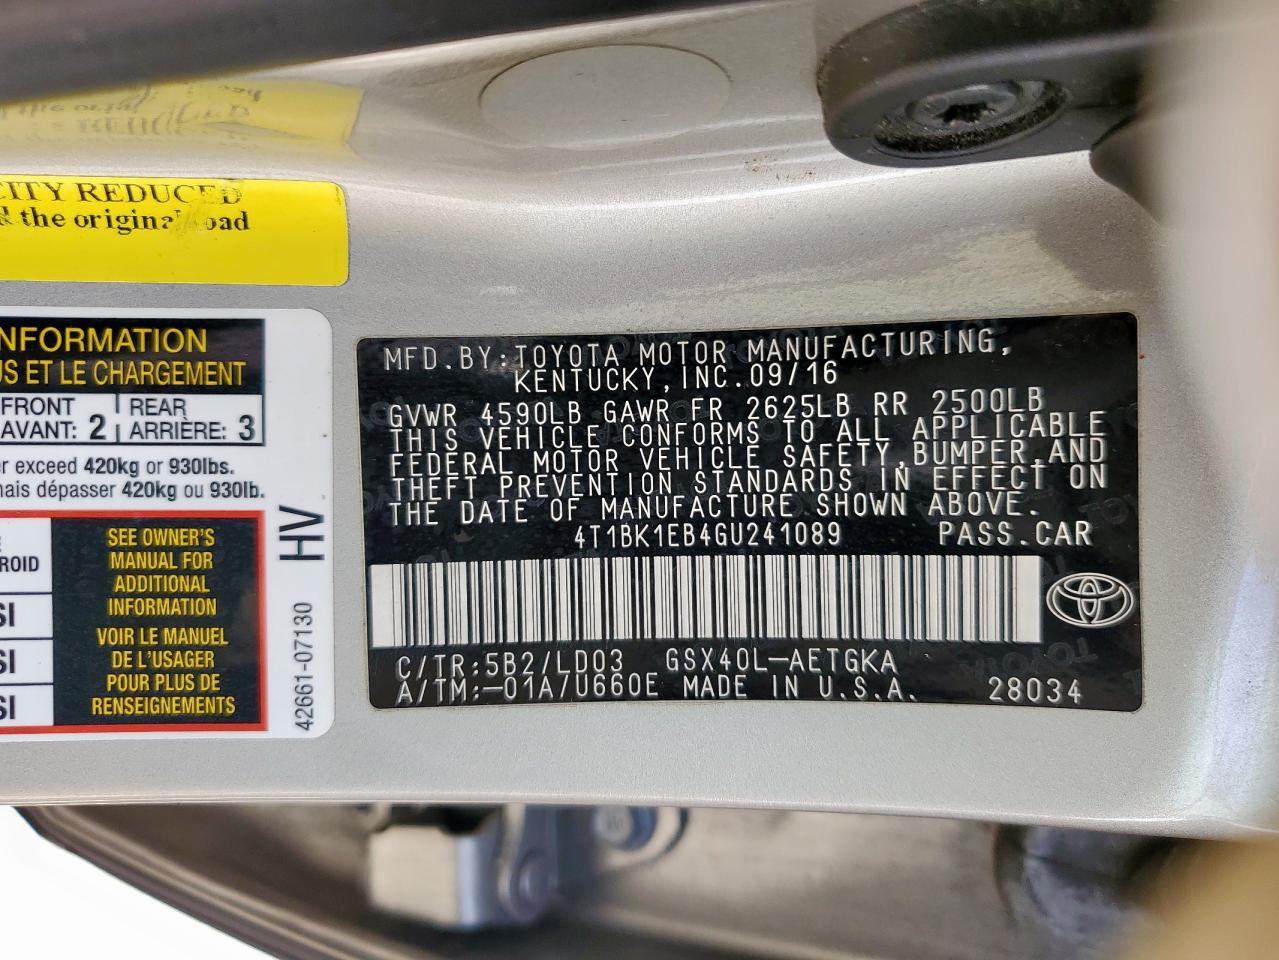 CITY REDUCED
the original load
INFORMATION
US ET LE CHARGEMENT
FRONT
AVANT: 2
REAR
ARRIÈRE: 3
er exceed 420kg or 930lbs.
mais dépasser 420kg ou 930lb.
SEE OWNER'S
MANUAL FOR
ADDITIONAL
INFORMATION
VOIR LE MANUEL
DE L'USAGER
POUR PLUS DE
RENSEIGNEMENTS
ROID
SI
SI
SI
HV
42661-07130
MFD.BY:TOYOTA MOTOR MANUFACTURING,
KENTUCKY,INC.09/16
GVWR 4590LB GAWR FR 2625LB RR 2500LB
THIS VEHICLE CONFORMS TO ALL APPLICABLE
FEDERAL MOTOR VEHICLE SAFETY,BUMPER,AND
THEFT PREVENTION STANDARDS IN EFFECT ON
THE DATE OF MANUFACTURE SHOWN ABOVE.
4T1BK1EB4GU241089 PASS.CAR
C/TR:5B2/LD03 GSX40L-AETGKA
A/TM:-01A/U660E MADE IN U.S.A. 28034